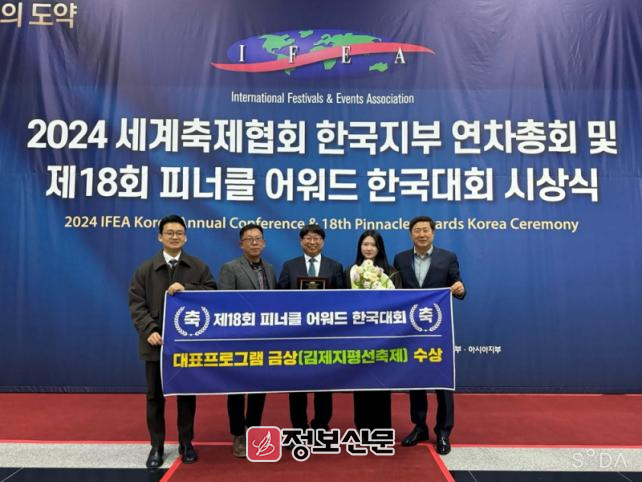 의 도약
I F E A
International Festivals & Events Association
2024 세계축제협회 한국지부 연차총회 및
제18회 피너클 어워드 한국대회 시상식
2024 IFEA Korea Annual Conference & 18th Pinnacle Awards Korea Ceremony
축 제18회 피너클 어워드 한국대회 축
대표프로그램 금상(김제지평선축제) 수상
부 · 아시아지부
정보신문
SODA